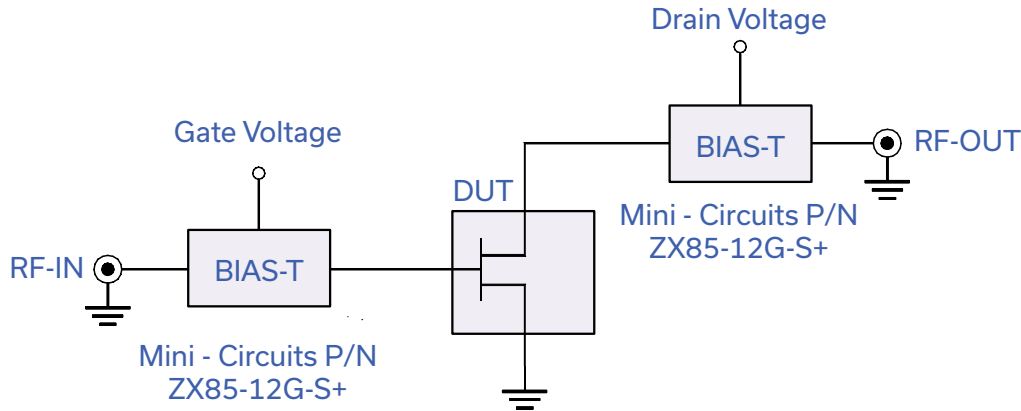 Drain Voltage
Gate Voltage
BIAS-T
RF-OUT
DUT
Mini - Circuits P/N
ZX85-12G-S+
RF-IN
BIAS-T
Mini - Circuits P/N
ZX85-12G-S+